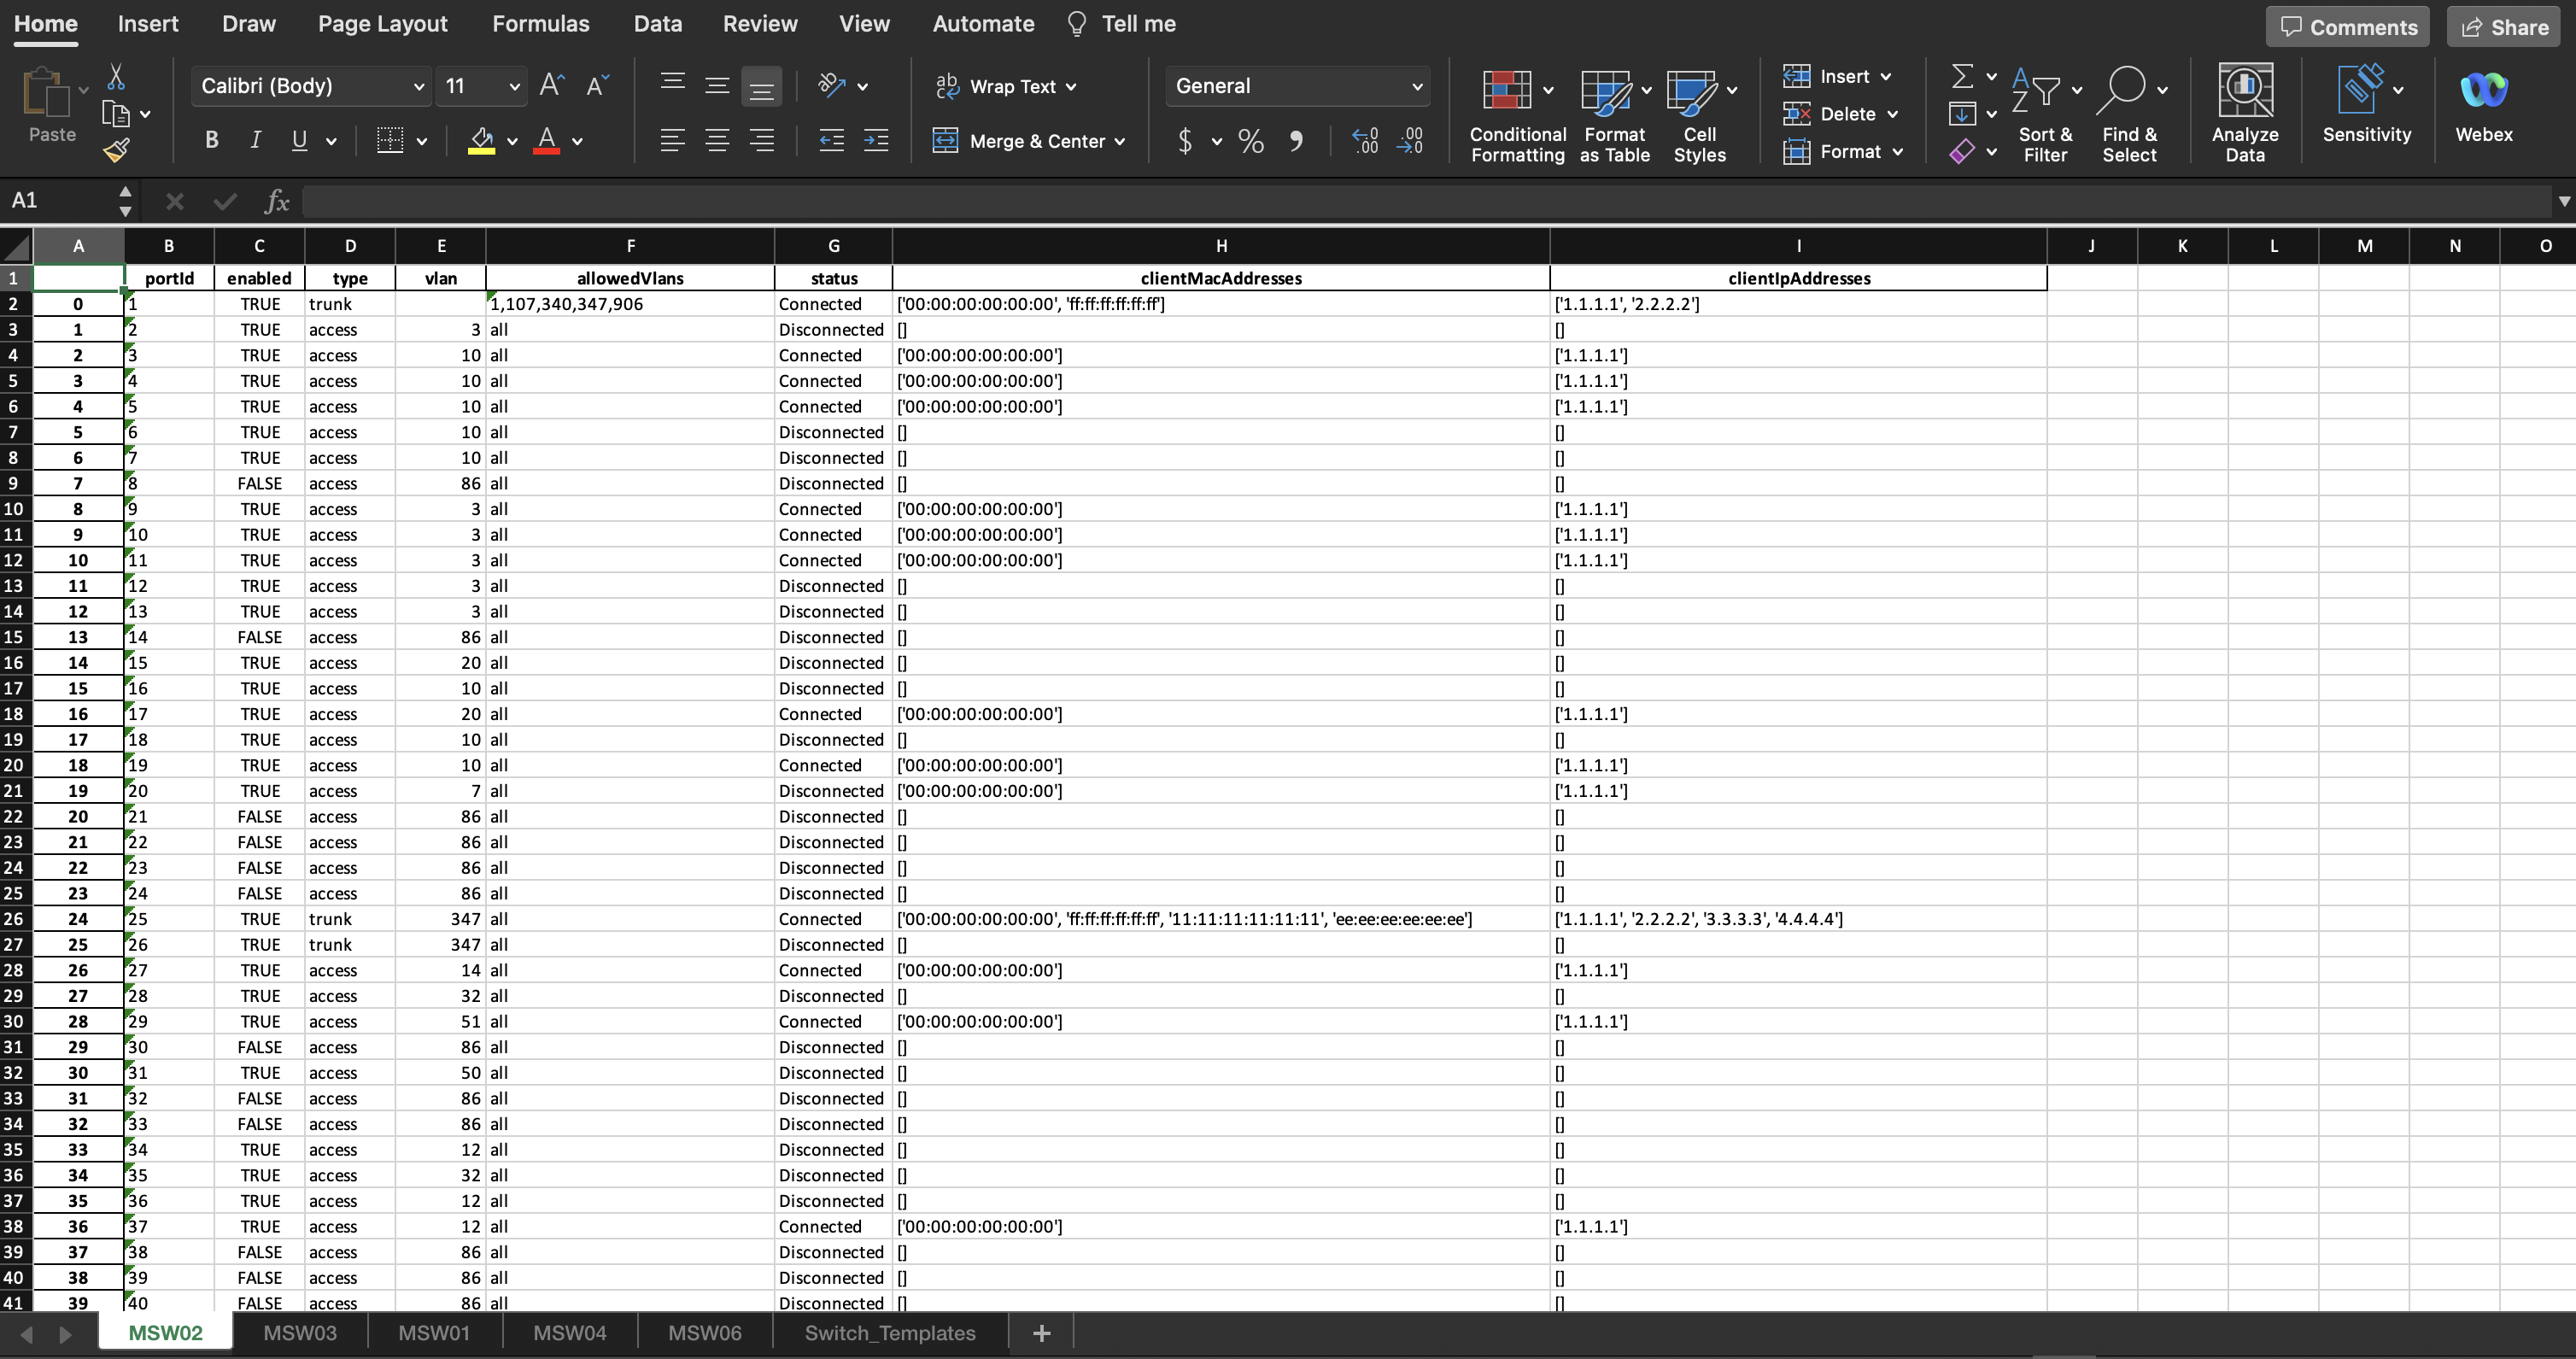 Home Insert Draw Page Layout Formulas Data Review View Automate Tell me Comments Share
Paste
Calibri (Body) 11
B I U A
Wrap Text
Merge & Center
General
$ % 9
Conditional Formatting
Format as Table
Cell Styles
Insert
Delete
Format
Sort & Filter
Find & Select
Analyze Data
Sensitivity
Webex
A1 fx
A B C D E F G H I J K L M N O
1 portId enabled type vlan allowedVlans status clientMacAddresses clientIpAddresses
2 0 1 TRUE trunk 1,107,340,347,906 Connected ['00:00:00:00:00:00', 'ff:ff:ff:ff:ff:ff'] ['1.1.1.1', '2.2.2.2']
3 1 2 TRUE access 3 all Disconnected [] []
4 2 3 TRUE access 10 all Connected ['00:00:00:00:00:00'] ['1.1.1.1']
5 3 4 TRUE access 10 all Connected ['00:00:00:00:00:00'] ['1.1.1.1']
6 4 5 TRUE access 10 all Connected ['00:00:00:00:00:00'] ['1.1.1.1']
7 5 6 TRUE access 10 all Disconnected [] []
8 6 7 TRUE access 10 all Disconnected [] []
9 7 8 FALSE access 86 all Disconnected [] []
10 8 9 TRUE access 3 all Connected ['00:00:00:00:00:00'] ['1.1.1.1']
11 9 10 TRUE access 3 all Connected ['00:00:00:00:00:00'] ['1.1.1.1']
12 10 11 TRUE access 3 all Connected ['00:00:00:00:00:00'] ['1.1.1.1']
13 11 12 TRUE access 3 all Disconnected [] []
14 12 13 TRUE access 3 all Disconnected [] []
15 13 14 FALSE access 86 all Disconnected [] []
16 14 15 TRUE access 20 all Disconnected [] []
17 15 16 TRUE access 10 all Disconnected [] []
18 16 17 TRUE access 20 all Connected ['00:00:00:00:00:00'] ['1.1.1.1']
19 17 18 TRUE access 10 all Disconnected [] []
20 18 19 TRUE access 10 all Connected ['00:00:00:00:00:00'] ['1.1.1.1']
21 19 20 TRUE access 7 all Disconnected ['00:00:00:00:00:00'] ['1.1.1.1']
22 20 21 FALSE access 86 all Disconnected [] []
23 21 22 FALSE access 86 all Disconnected [] []
24 22 23 FALSE access 86 all Disconnected [] []
25 23 24 FALSE access 86 all Disconnected [] []
26 24 25 TRUE trunk 347 all Connected ['00:00:00:00:00:00', 'ff:ff:ff:ff:ff:ff', '11:11:11:11:11:11', 'ee:ee:ee:ee:ee:ee'] ['1.1.1.1', '2.2.2.2', '3.3.3.3', '4.4.4.4']
27 25 26 TRUE trunk 347 all Disconnected [] []
28 26 27 TRUE access 14 all Connected ['00:00:00:00:00:00'] ['1.1.1.1']
29 27 28 TRUE access 32 all Disconnected [] []
30 28 29 TRUE access 51 all Connected ['00:00:00:00:00:00'] ['1.1.1.1']
31 29 30 FALSE access 86 all Disconnected [] []
32 30 31 TRUE access 50 all Disconnected [] []
33 31 32 FALSE access 86 all Disconnected [] []
34 32 33 FALSE access 86 all Disconnected [] []
35 33 34 TRUE access 12 all Disconnected [] []
36 34 35 TRUE access 32 all Disconnected [] []
37 35 36 TRUE access 12 all Disconnected [] []
38 36 37 TRUE access 12 all Connected ['00:00:00:00:00:00'] ['1.1.1.1']
39 37 38 FALSE access 86 all Disconnected [] []
40 38 39 FALSE access 86 all Disconnected [] []
41 39 40 FALSE access 86 all Disconnected [] []
MSW02 MSW03 MSW01 MSW04 MSW06 Switch_Templates +